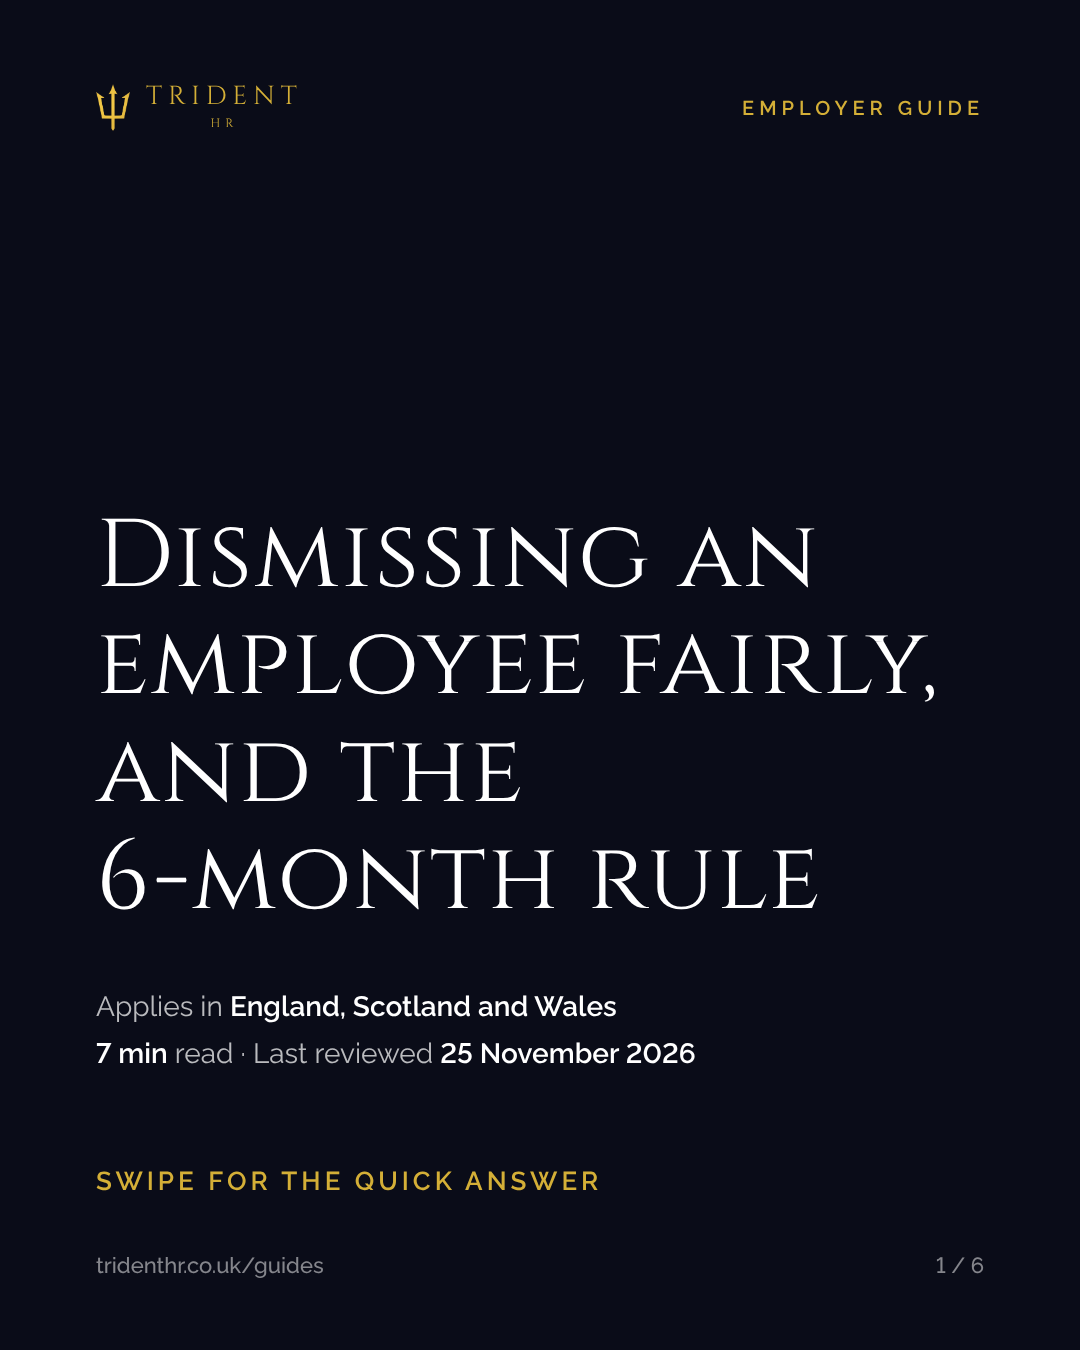 TRIDENT
HR
EMPLOYER GUIDE
Dismissing an
employee fairly,
and the
6-month rule
Applies in England, Scotland and Wales
7 min read · Last reviewed 25 November 2026
SWIPE FOR THE QUICK ANSWER
tridenthr.co.uk/guides
1 / 6